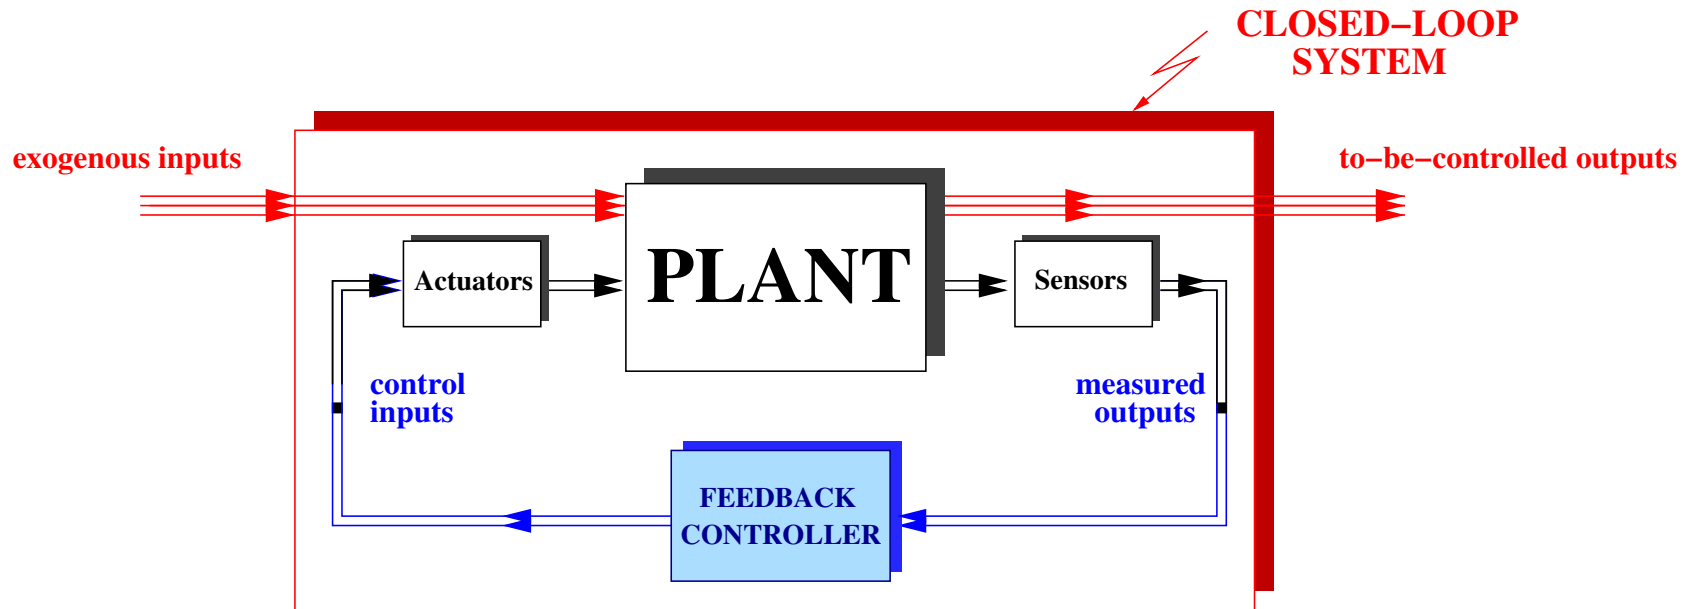 CLOSED–LOOP
SYSTEM
exogenous inputs
to–be–controlled outputs
PLANT
Actuators
Sensors
control
inputs
measured
outputs
FEEDBACK
CONTROLLER